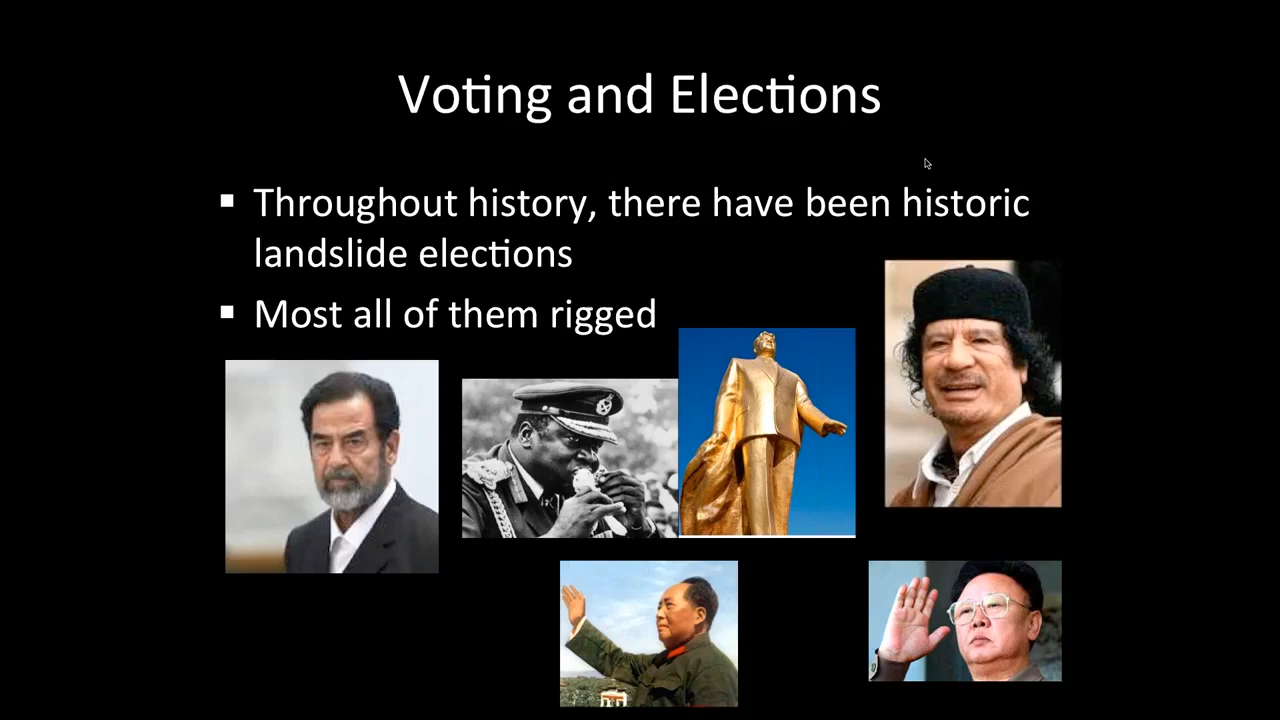 Voting and Elections
▪ Throughout history, there have been historic
landslide elections
▪ Most all of them rigged